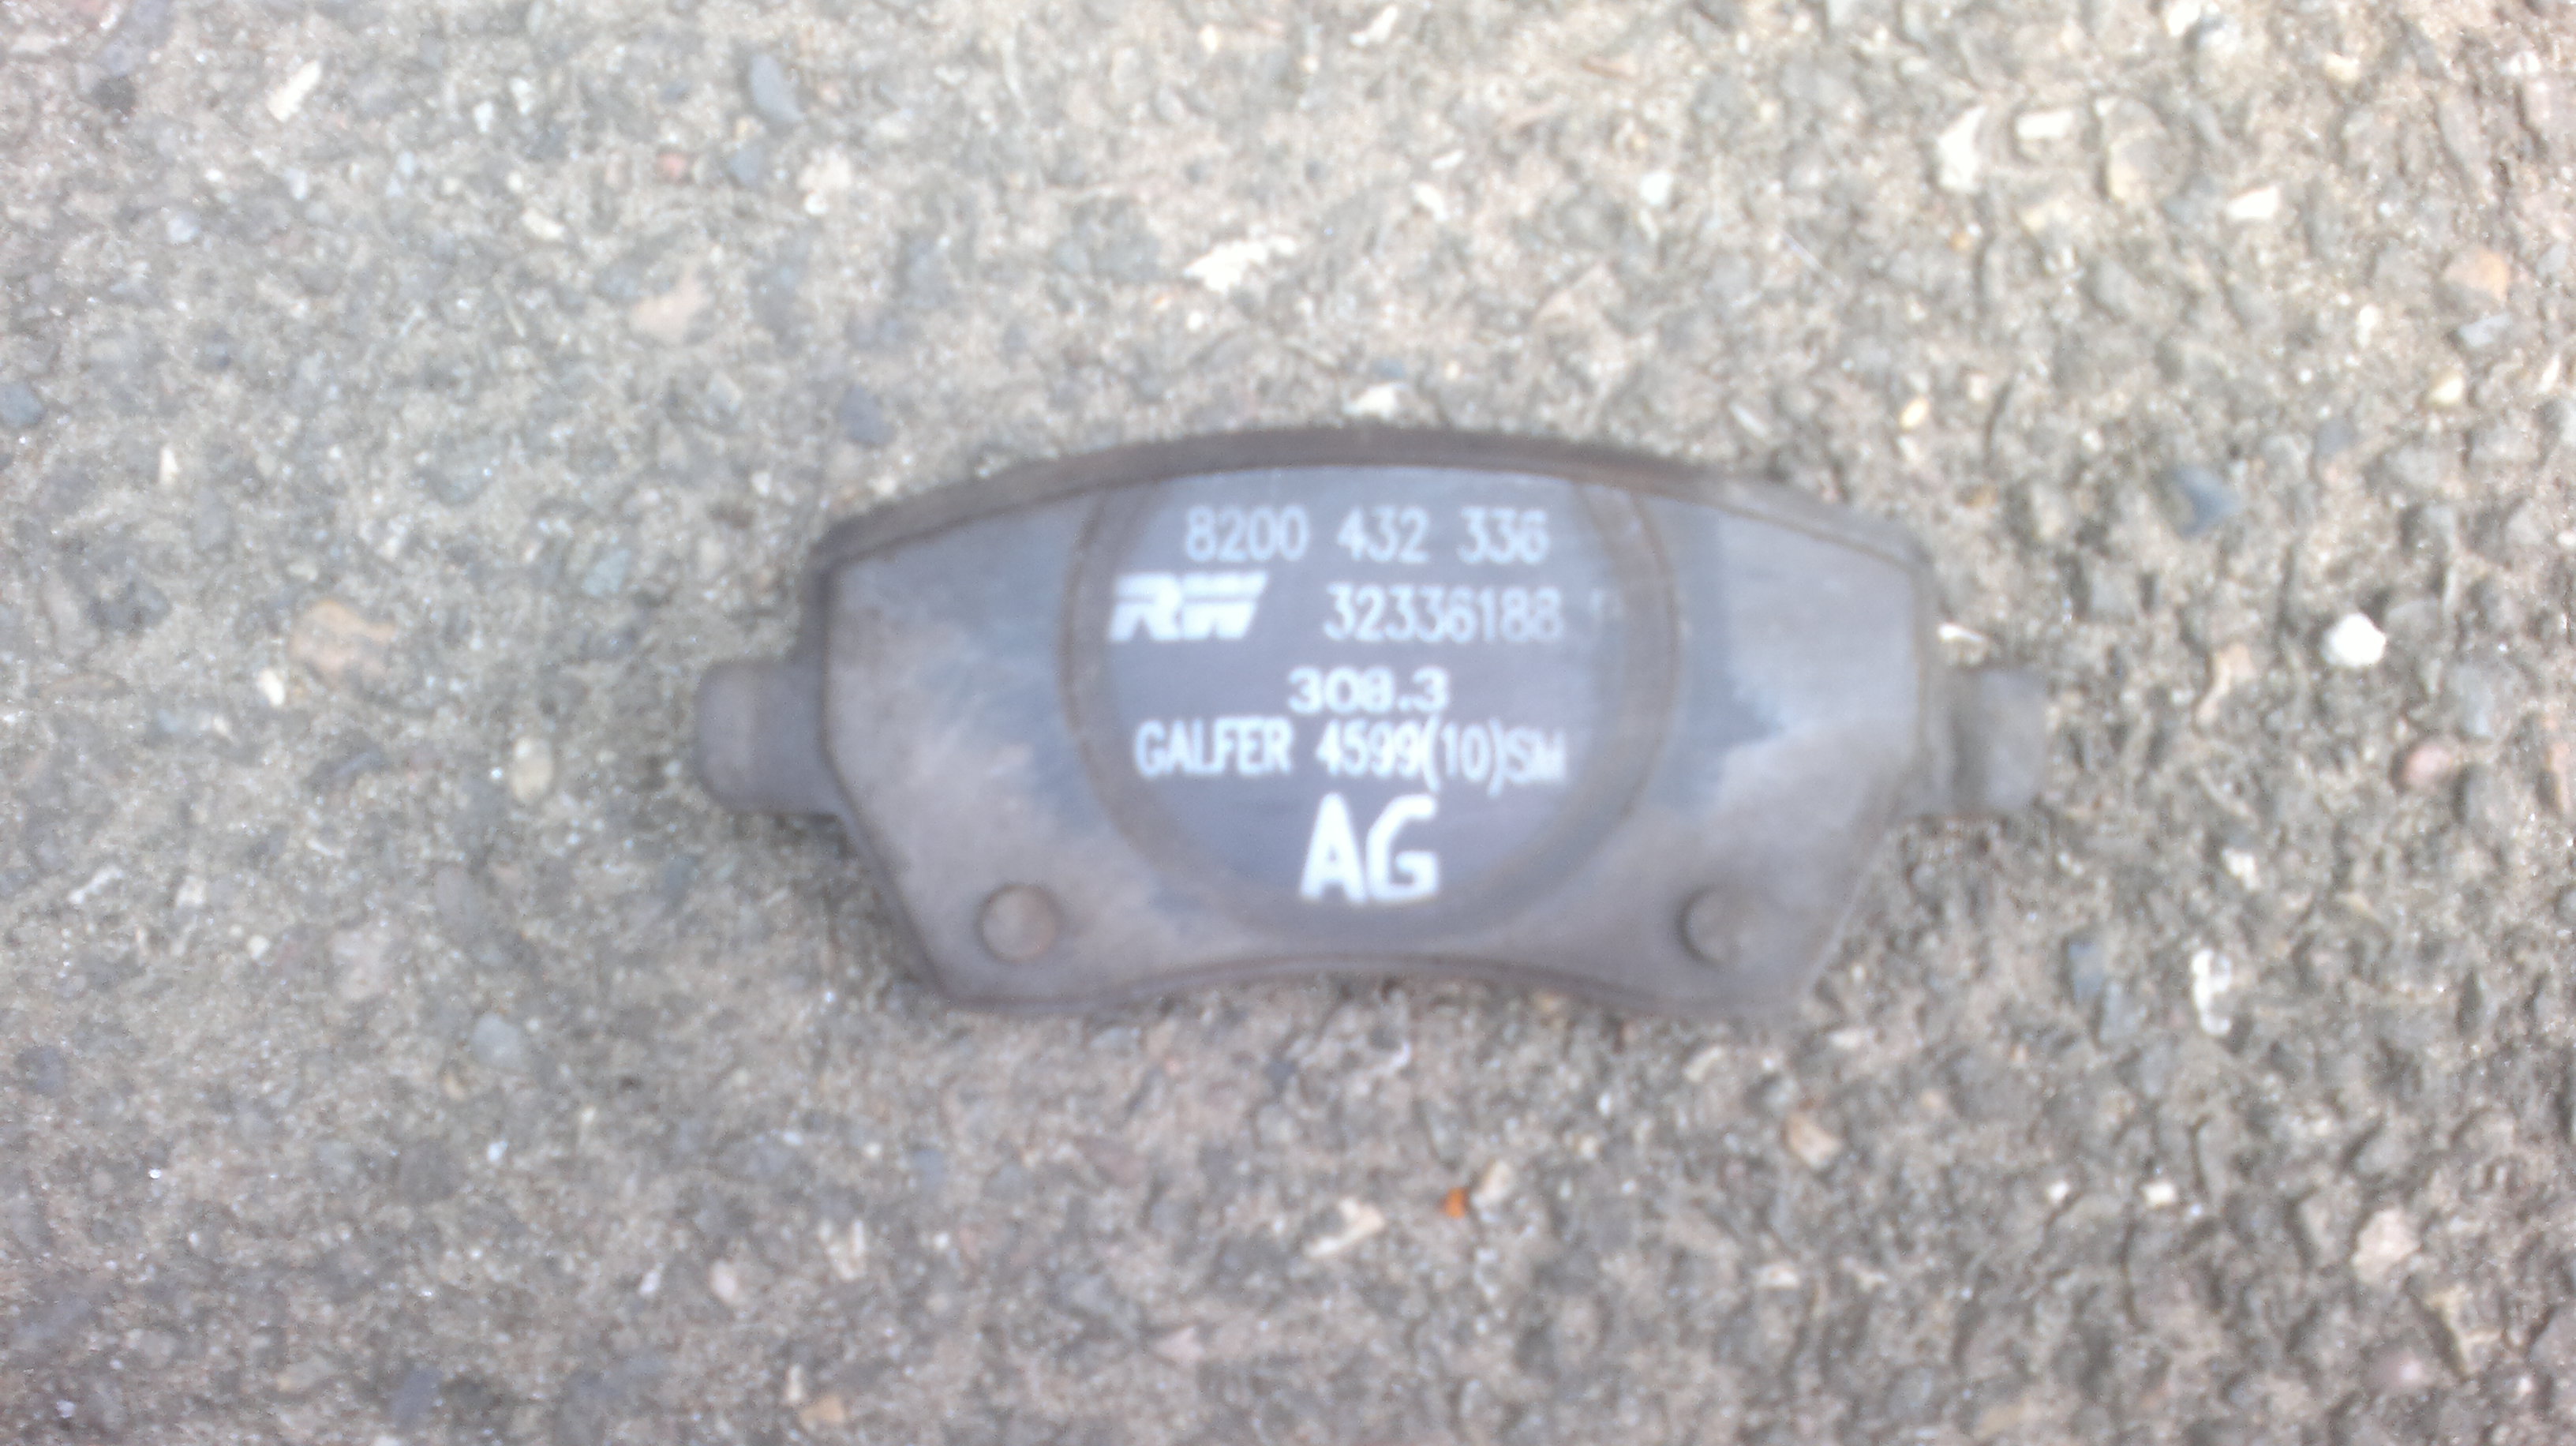 8200 432 336
TRW 32336188
308.3
GALFER 4599(10)SM
AG